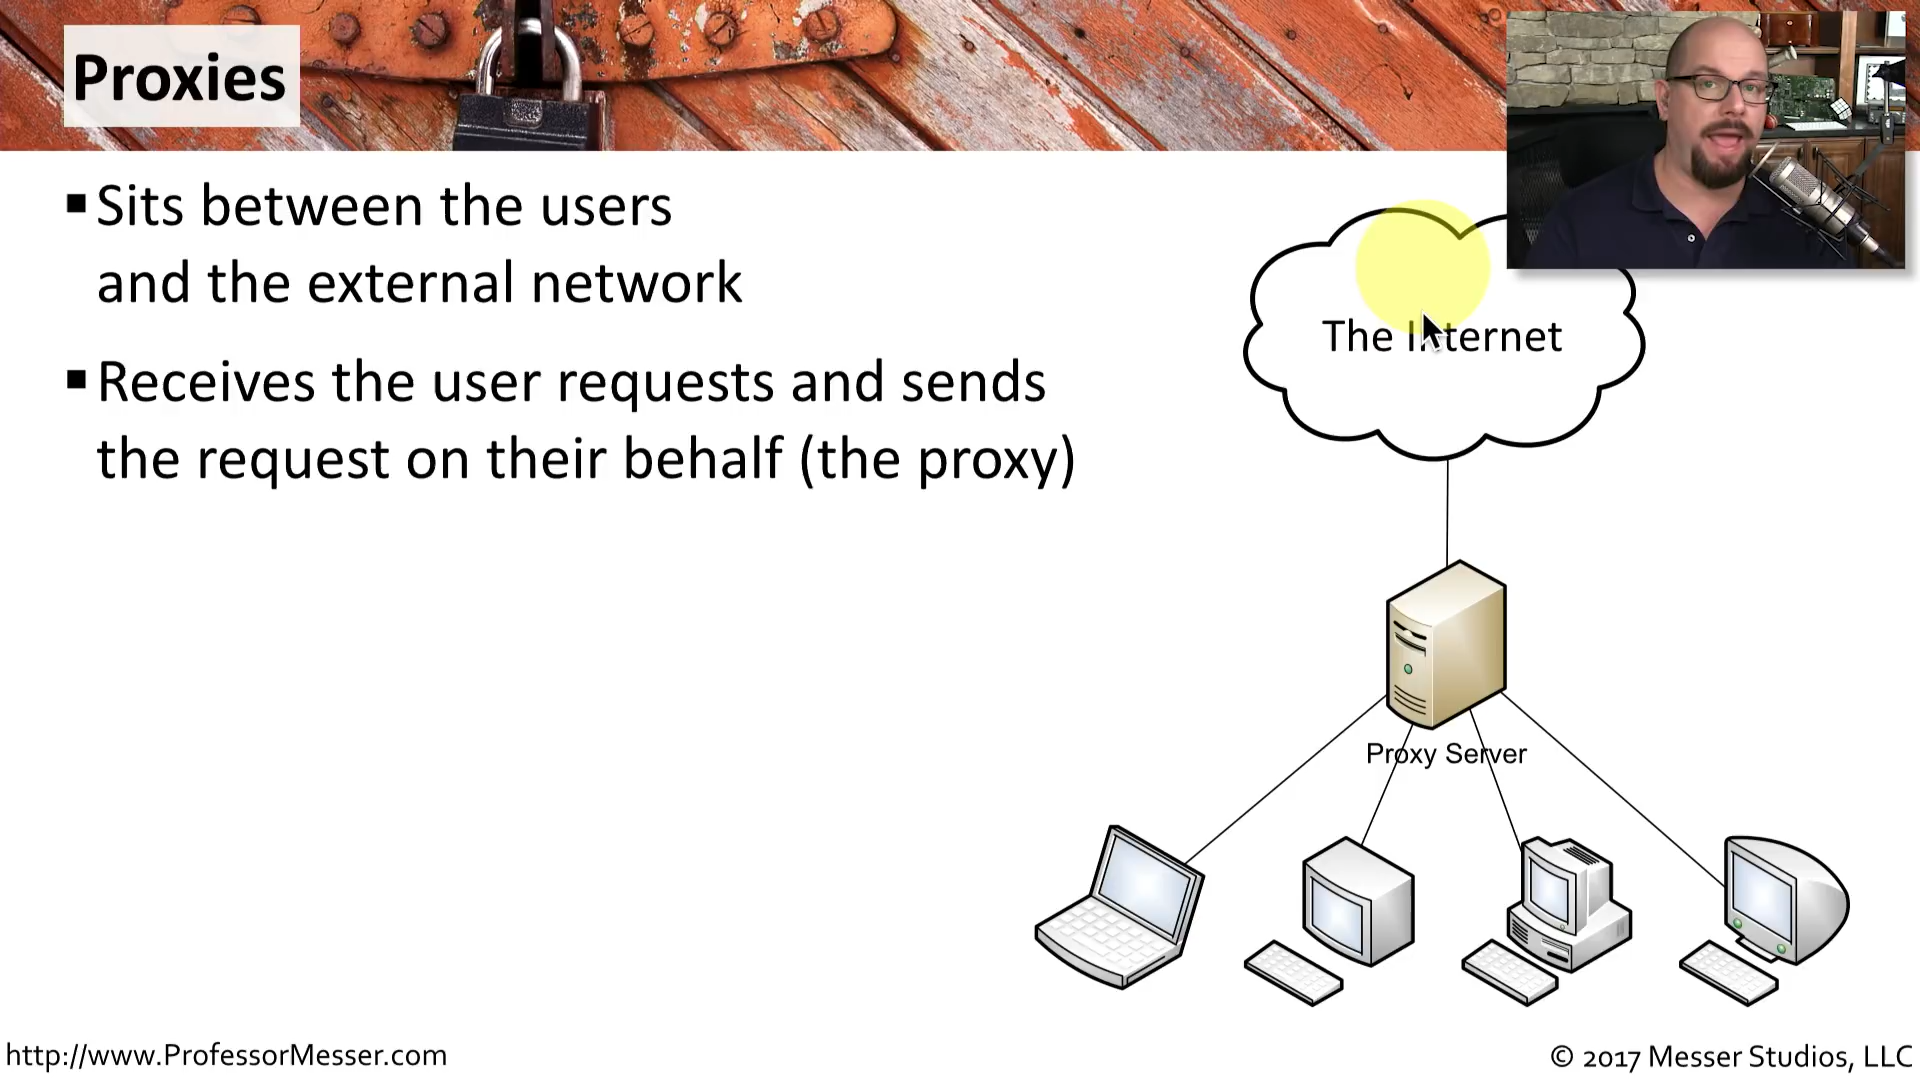 Proxies
Sits between the users
and the external network
Receives the user requests and sends
the request on their behalf (the proxy)
The Internet
Proxy Server
http://www.ProfessorMesser.com
© 2017 Messer Studios, LLC